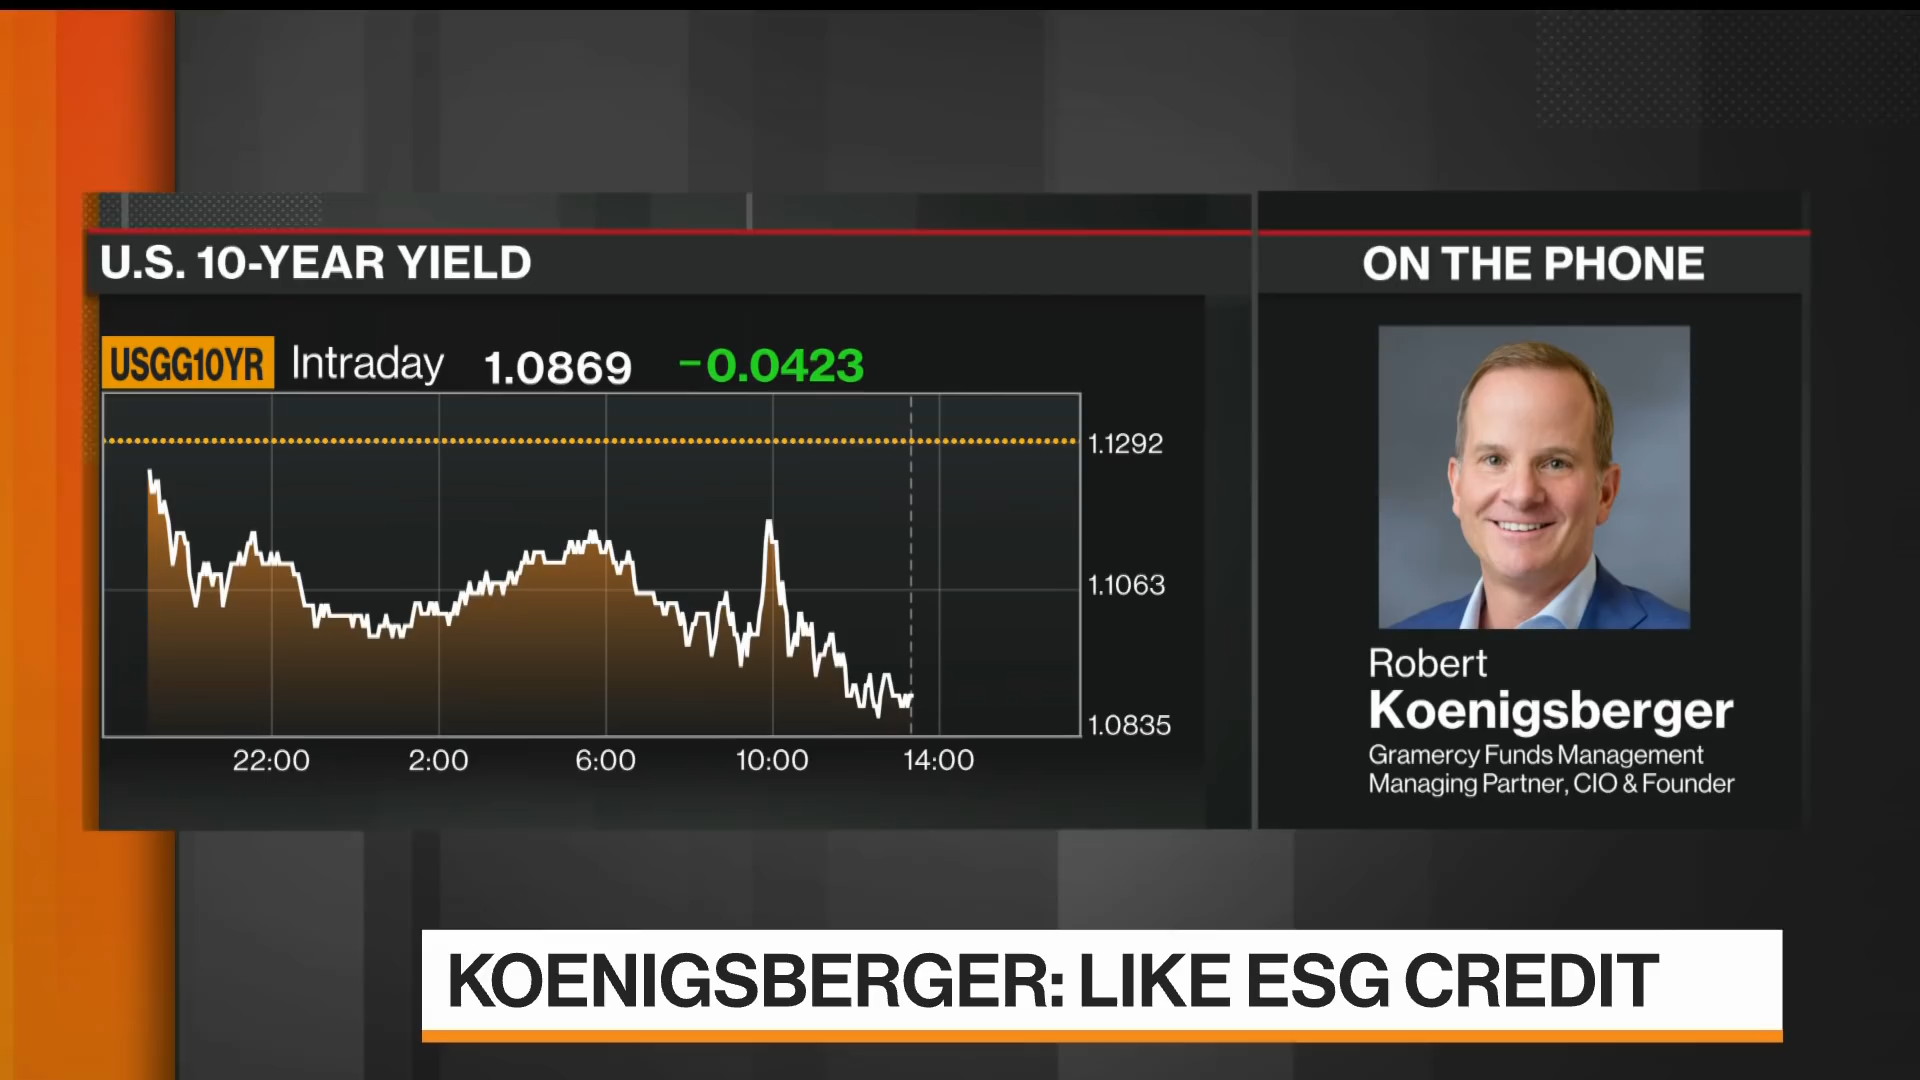 U.S. 10-YEAR YIELD
USGG10YR Intraday 1.0869 -0.0423
1.1292
1.1063
1.0835
22:00 2:00 6:00 10:00 14:00
ON THE PHONE
Robert
Koenigsberger
Gramercy Funds Management
Managing Partner, CIO & Founder
KOENIGSBERGER: LIKE ESG CREDIT